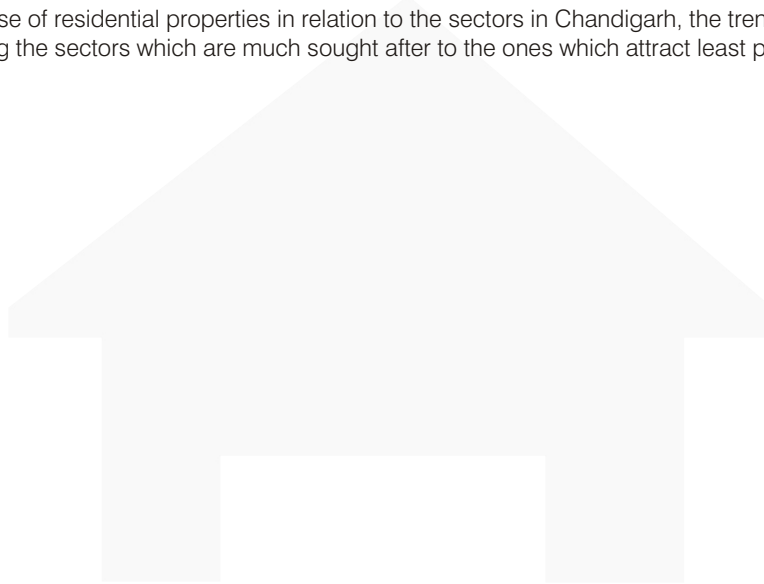 se of residential properties in relation to the sectors in Chandigarh, the tren
g the sectors which are much sought after to the ones which attract least p